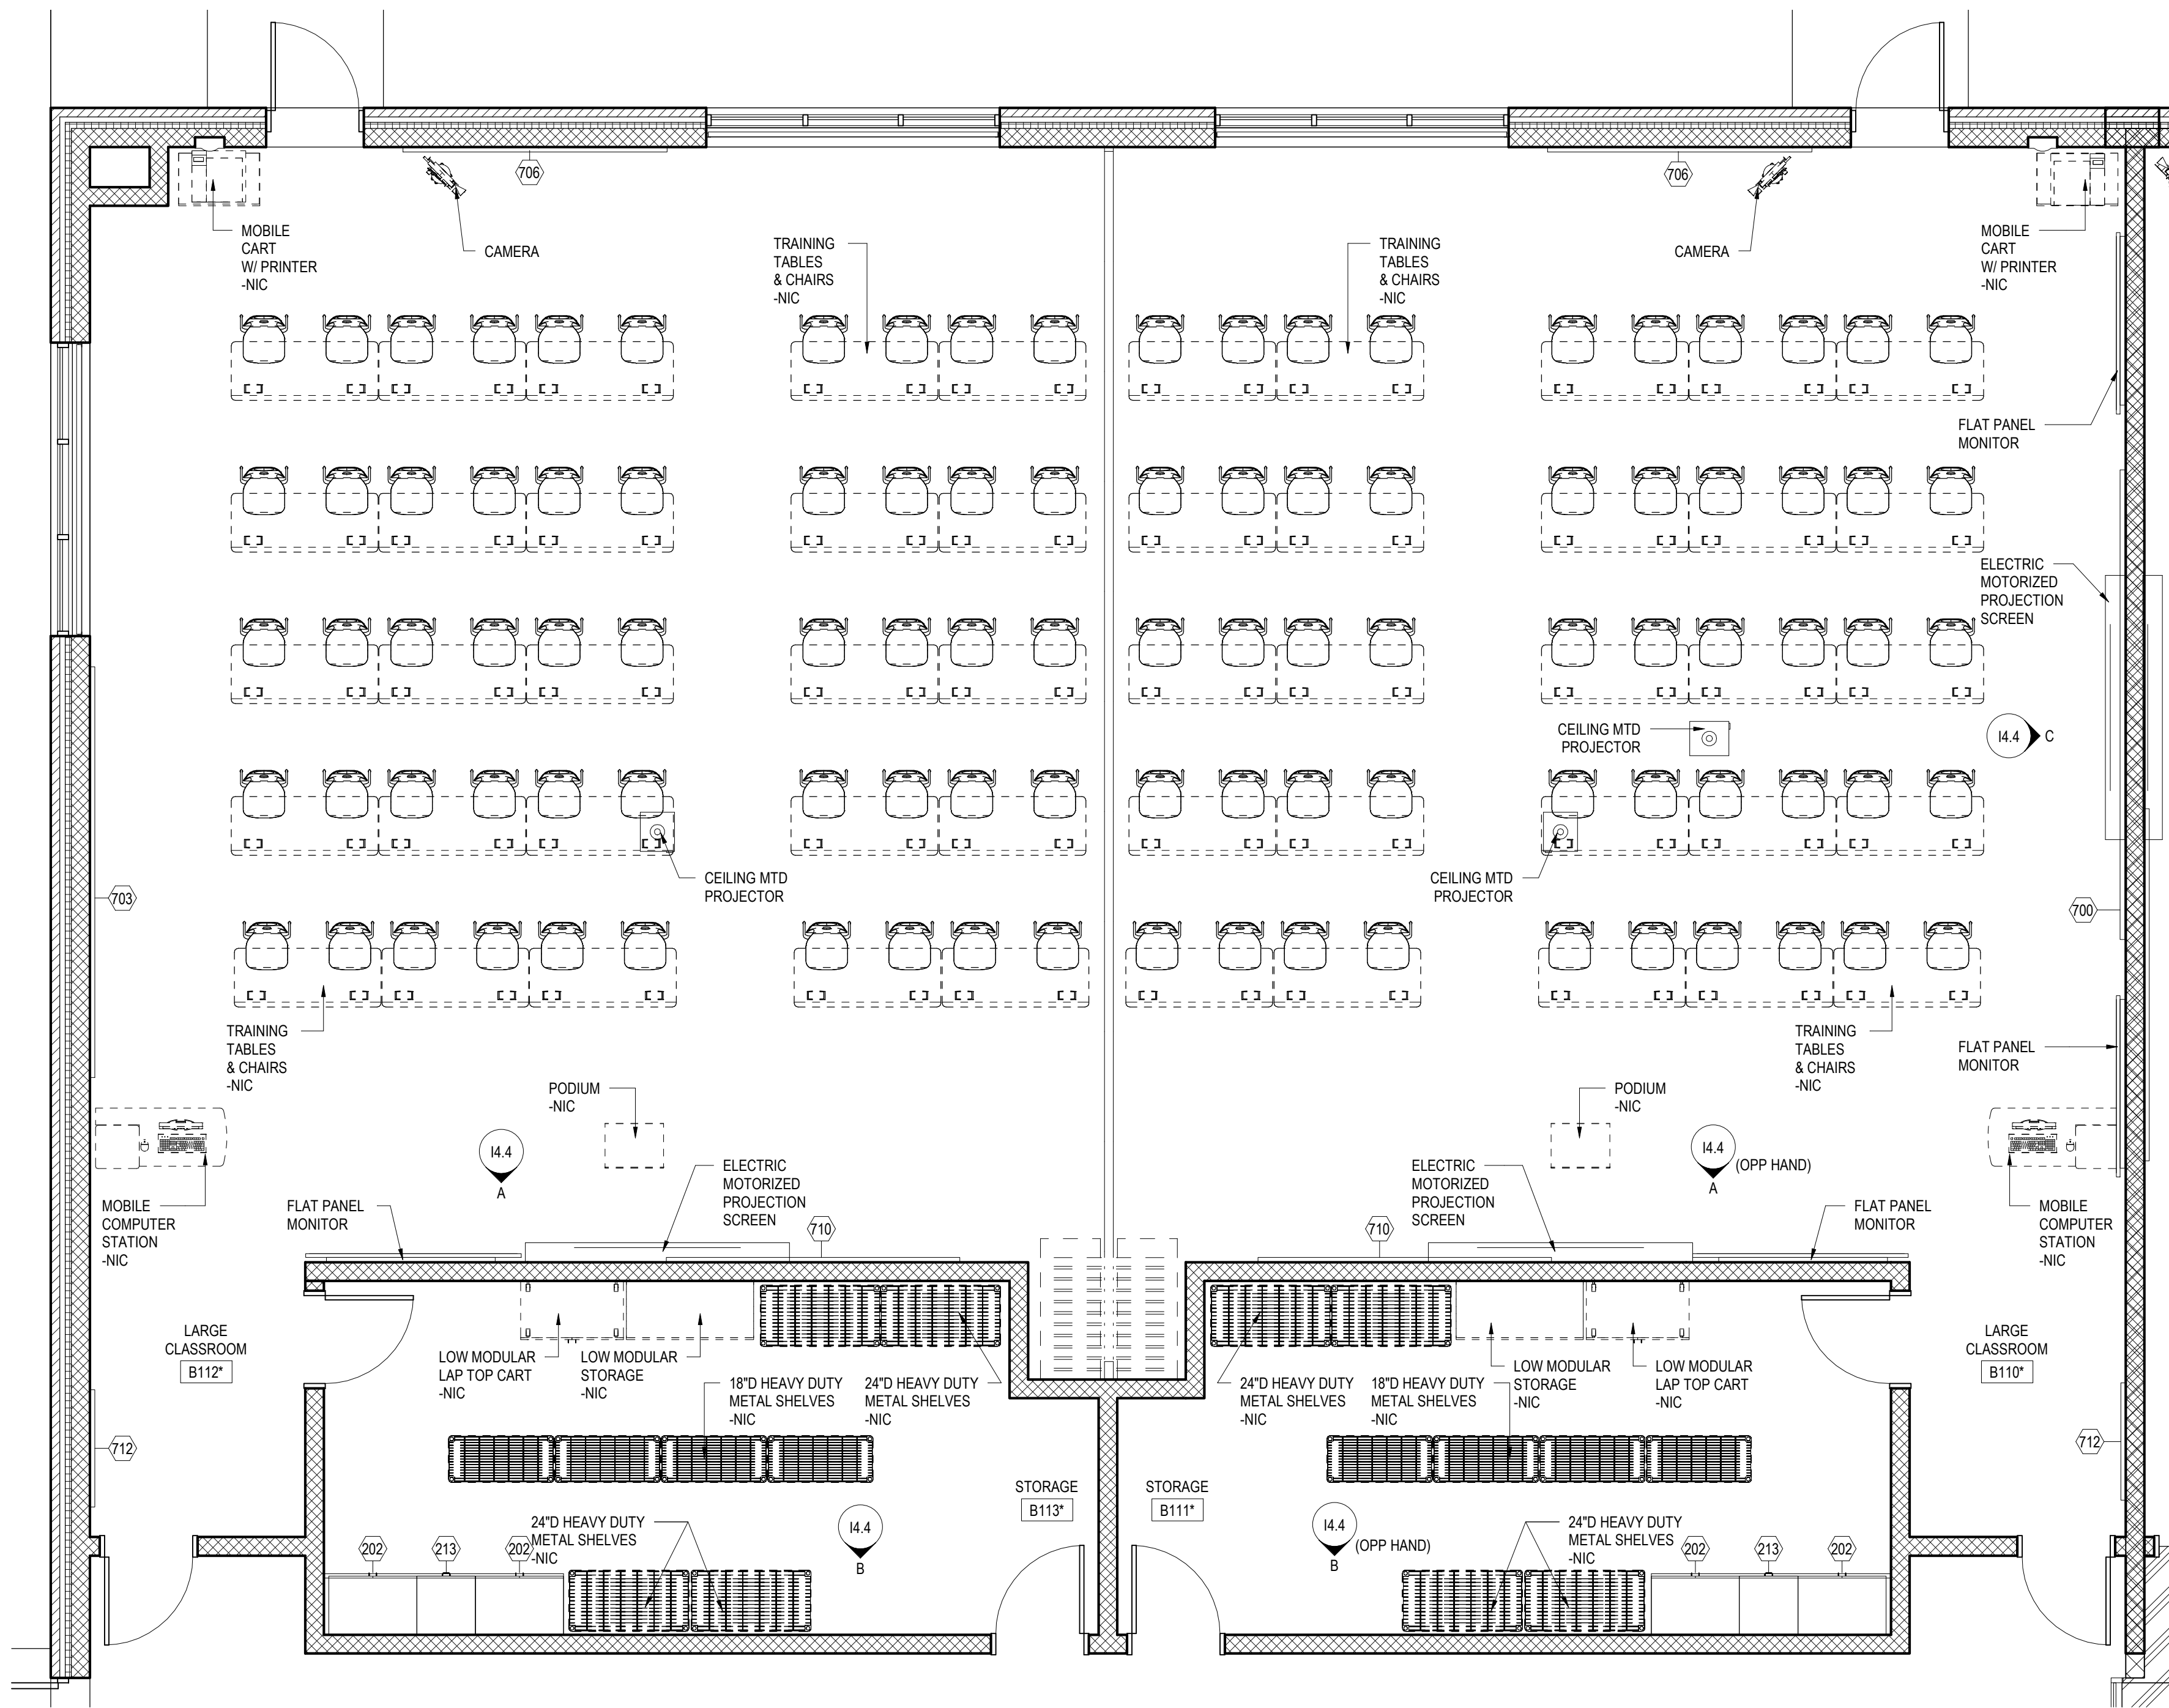 706
706
MOBILE
CART
W/ PRINTER
-NIC
CAMERA
TRAINING
TABLES
& CHAIRS
-NIC
TRAINING
TABLES
& CHAIRS
-NIC
CAMERA
MOBILE
CART
W/ PRINTER
-NIC
FLAT PANEL
MONITOR
ELECTRIC
MOTORIZED
PROJECTION
SCREEN
CEILING MTD
PROJECTOR
I4.4
C
CEILING MTD
PROJECTOR
CEILING MTD
PROJECTOR
703
700
TRAINING
TABLES
& CHAIRS
-NIC
TRAINING
TABLES
& CHAIRS
-NIC
FLAT PANEL
MONITOR
PODIUM
-NIC
PODIUM
-NIC
I4.4
A
I4.4
(OPP HAND)
A
ELECTRIC
MOTORIZED
PROJECTION
SCREEN
ELECTRIC
MOTORIZED
PROJECTION
SCREEN
MOBILE
COMPUTER
STATION
-NIC
FLAT PANEL
MONITOR
710
710
FLAT PANEL
MONITOR
MOBILE
COMPUTER
STATION
-NIC
LARGE
CLASSROOM
B112*
LOW MODULAR
LAP TOP CART
-NIC
LOW MODULAR
STORAGE
-NIC
18"D HEAVY DUTY
METAL SHELVES
-NIC
24"D HEAVY DUTY
METAL SHELVES
-NIC
24"D HEAVY DUTY
METAL SHELVES
-NIC
18"D HEAVY DUTY
METAL SHELVES
-NIC
LOW MODULAR
STORAGE
-NIC
LOW MODULAR
LAP TOP CART
-NIC
LARGE
CLASSROOM
B110*
712
712
STORAGE
B113*
STORAGE
B111*
24"D HEAVY DUTY
METAL SHELVES
-NIC
I4.4
B
I4.4
(OPP HAND)
B
24"D HEAVY DUTY
METAL SHELVES
-NIC
202
213
202
202
213
202